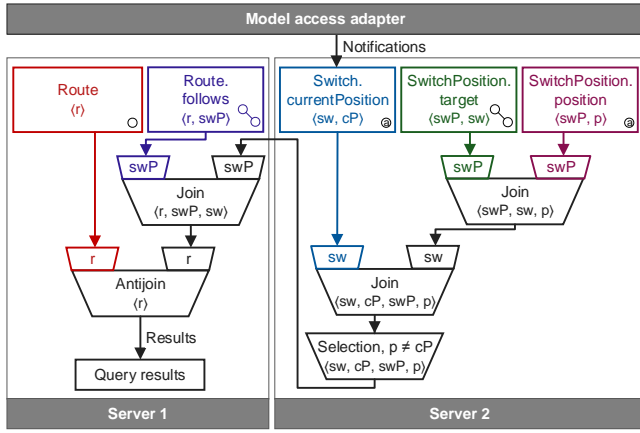 Model access adapter
Notifications
Route
⟨r⟩
Route.
follows
⟨r, swP⟩
Switch.
currentPosition
⟨sw, cP⟩
a
SwitchPosition.
target
⟨swP, sw⟩
SwitchPosition.
position
⟨swP, p⟩
a
swP
swP
Join
⟨r, swP, sw⟩
swP
swP
Join
⟨swP, sw, p⟩
r
r
Antijoin
⟨r⟩
sw
sw
Join
⟨sw, cP, swP, p⟩
Results
Query results
Selection, p ≠ cP
⟨sw, cP, swP, p⟩
Server 1
Server 2